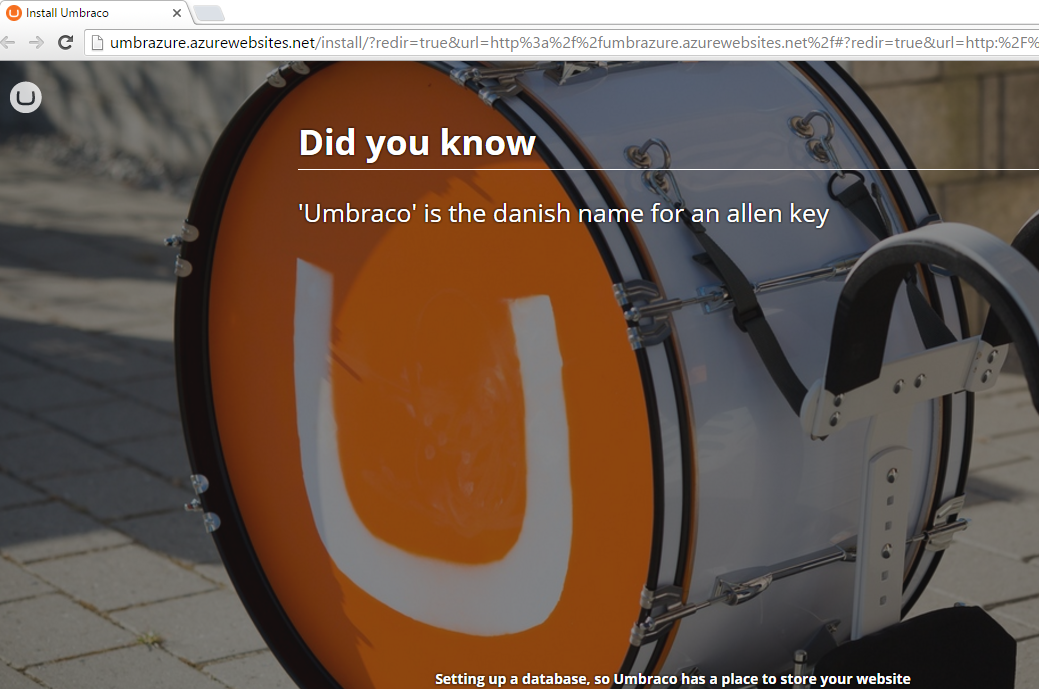 Install Umbraco
umbrazure.azurewebsites.net/install/?redir=true&url=http%3a%2f%2fumbrazure.azurewebsites.net%2f#?redir=true&url=http:%2F%
Did you know
'Umbraco' is the danish name for an allen key
Setting up a database, so Umbraco has a place to store your website